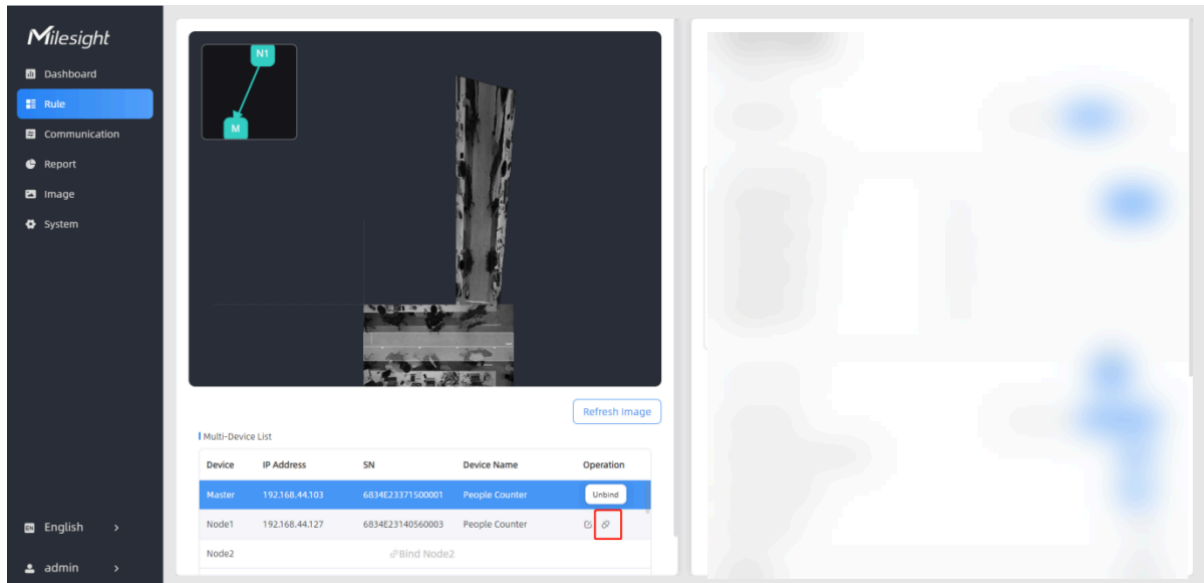 Milesight
Dashboard
Rule
Communication
Report
Image
System
English
admin
N1
M
Refresh Image
Multi-Device List
Device IP Address SN Device Name Operation
Master 192.168.44.103 6834E23371500001 People Counter Unbind
Node1 192.168.44.127 6834E23140560003 People Counter
Node2 Bind Node2